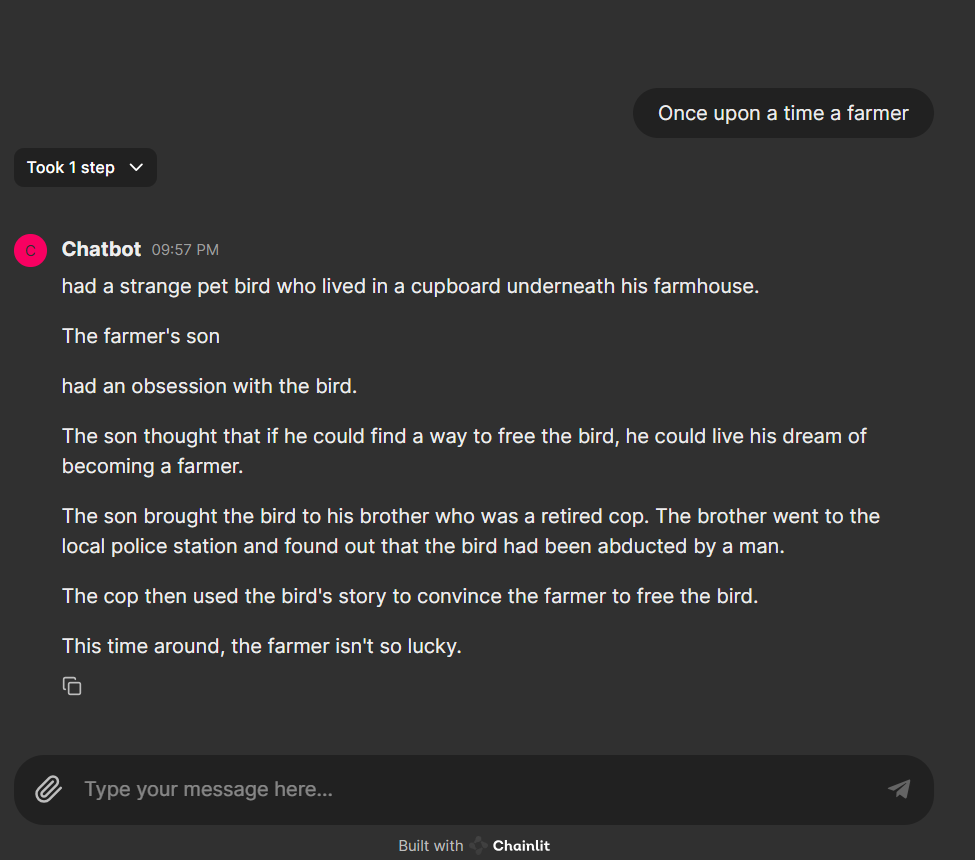 Once upon a time a farmer
Took 1 step
C
Chatbot 09:57 PM
had a strange pet bird who lived in a cupboard underneath his farmhouse.
The farmer's son
had an obsession with the bird.
The son thought that if he could find a way to free the bird, he could live his dream of
becoming a farmer.
The son brought the bird to his brother who was a retired cop. The brother went to the
local police station and found out that the bird had been abducted by a man.
The cop then used the bird's story to convince the farmer to free the bird.
This time around, the farmer isn't so lucky.
Type your message here...
Built with Chainlit